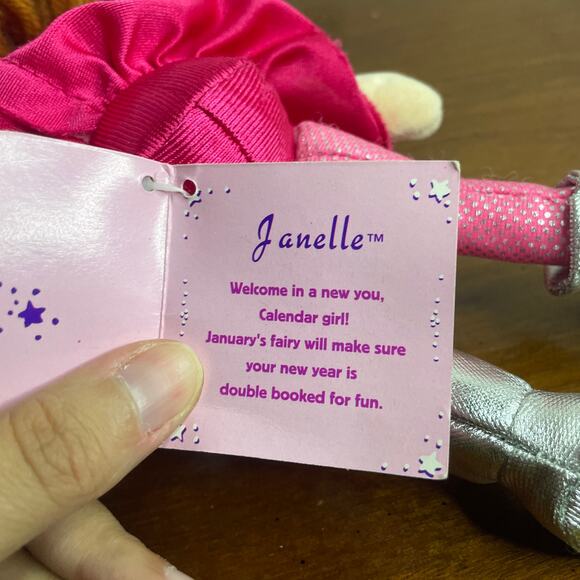 Janelle™
Welcome in a new you,
Calendar girl!
January's fairy will make sure
your new year is
double booked for fun.